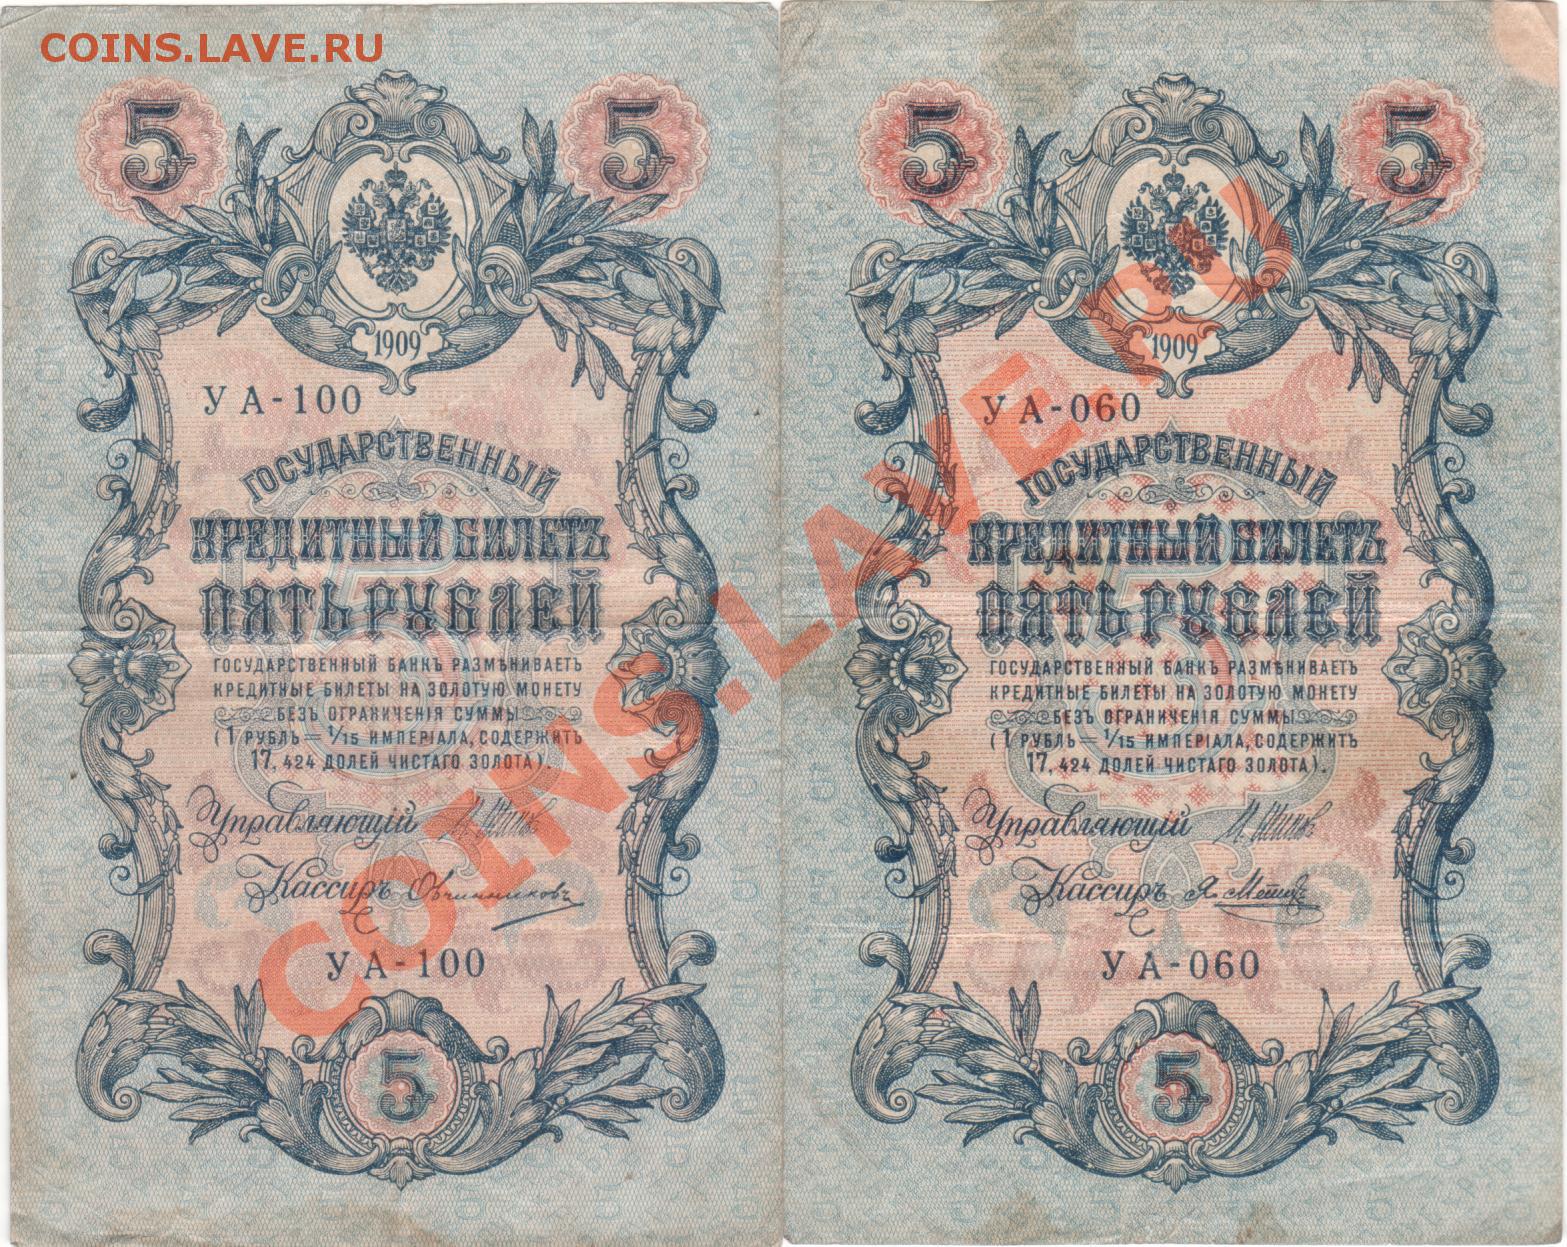 COINS.LAVE.RU
5 5
1909
УА-100
ГОСУДАРСТВЕННЫЙ
КРЕДИТНЫЙ БИЛЕТЪ
ПЯТЬ РУБЛЕЙ
ГОСУДАРСТВЕННЫЙ БАНКЪ РАЗМѢНИВАЕТЪ
КРЕДИТНЫЕ БИЛЕТЫ НА ЗОЛОТУЮ МОНЕТУ
БЕЗЪ ОГРАНИЧЕНІЯ СУММЫ
(1 РУБЛЬ = 1/15 ИМПЕРІАЛА, СОДЕРЖИТЪ
17,424 ДОЛЕЙ ЧИСТАГО ЗОЛОТА).
Управляющій
Кассиръ Овчинниковъ
УА-100
5
5 5
1909
УА-060
ГОСУДАРСТВЕННЫЙ
КРЕДИТНЫЙ БИЛЕТЪ
ПЯТЬ РУБЛЕЙ
ГОСУДАРСТВЕННЫЙ БАНКЪ РАЗМѢНИВАЕТЪ
КРЕДИТНЫЕ БИЛЕТЫ НА ЗОЛОТУЮ МОНЕТУ
БЕЗЪ ОГРАНИЧЕНІЯ СУММЫ
(1 РУБЛЬ = 1/15 ИМПЕРІАЛА, СОДЕРЖИТЪ
17,424 ДОЛЕЙ ЧИСТАГО ЗОЛОТА).
Управляющій
Кассиръ
УА-060
5
COINS.LAVE.RU